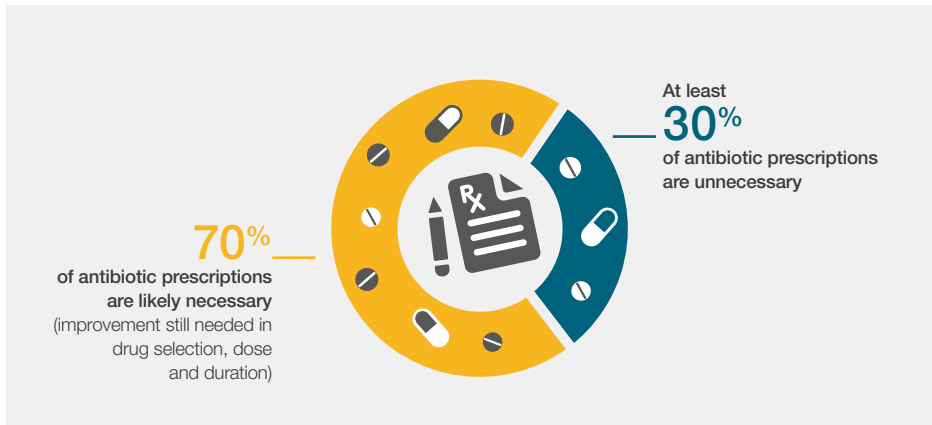 At least
30%
of antibiotic prescriptions
are unnecessary
Rx
70%
of antibiotic prescriptions
are likely necessary
(improvement still needed in
drug selection, dose
and duration)